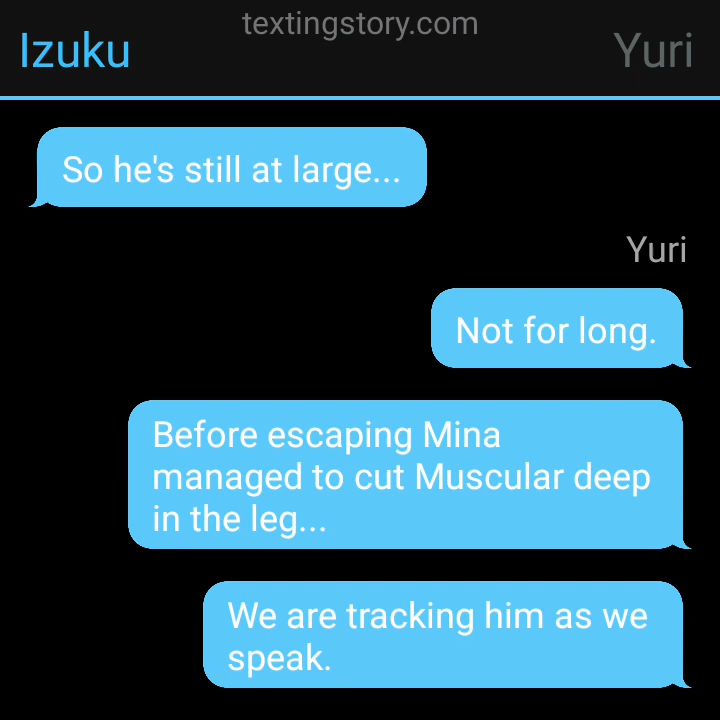 textingstory.com
Izuku
Yuri
So he's still at large...
Yuri
Not for long.
Before escaping Mina
managed to cut Muscular deep
in the leg...
We are tracking him as we
speak.